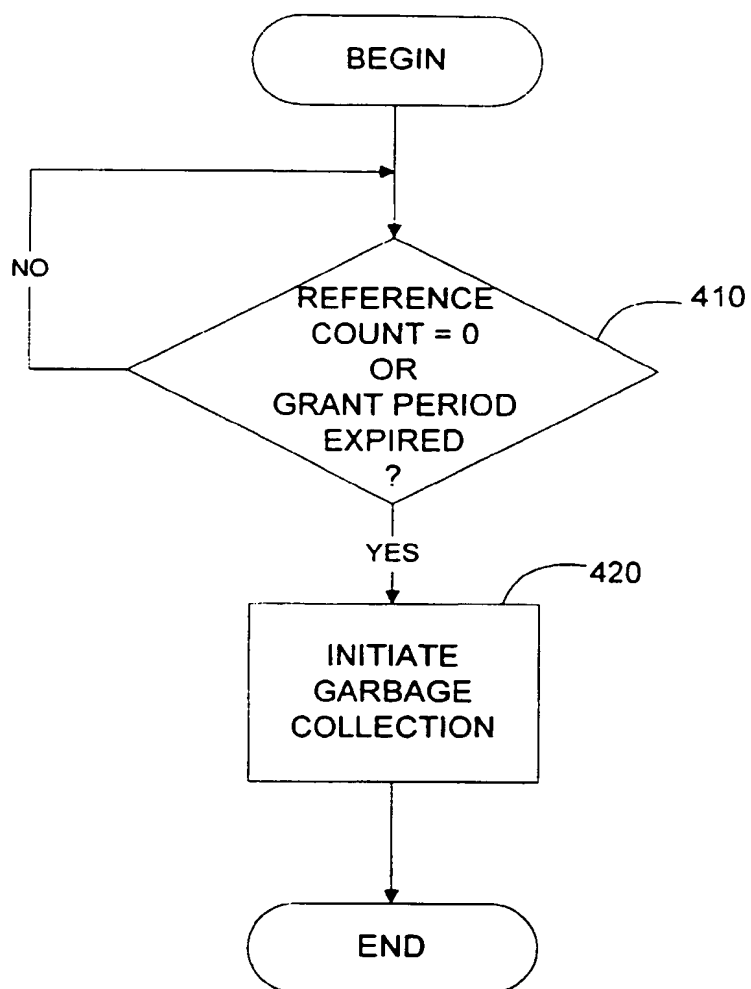 BEGIN
NO
REFERENCE
COUNT = 0
OR
GRANT PERIOD
EXPIRED
?
410
YES
420
INITIATE
GARBAGE
COLLECTION
END